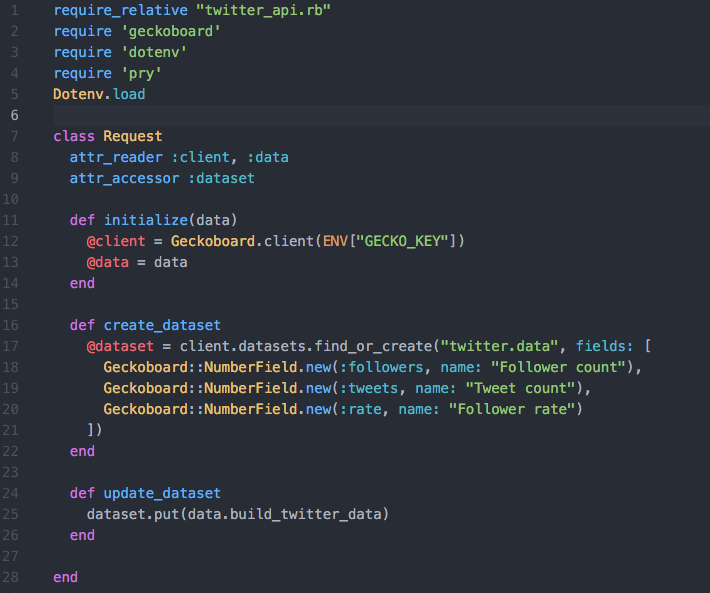 1 require_relative "twitter_api.rb"
2 require 'geckoboard'
3 require 'dotenv'
4 require 'pry'
5 Dotenv.load
6
7 class Request
8   attr_reader :client, :data
9   attr_accessor :dataset
10
11   def initialize(data)
12     @client = Geckoboard.client(ENV["GECKO_KEY"])
13     @data = data
14   end
15
16   def create_dataset
17     @dataset = client.datasets.find_or_create("twitter.data", fields: [
18       Geckoboard::NumberField.new(:followers, name: "Follower count"),
19       Geckoboard::NumberField.new(:tweets, name: "Tweet count"),
20       Geckoboard::NumberField.new(:rate, name: "Follower rate")
21     ])
22   end
23
24   def update_dataset
25     dataset.put(data.build_twitter_data)
26   end
27
28 end